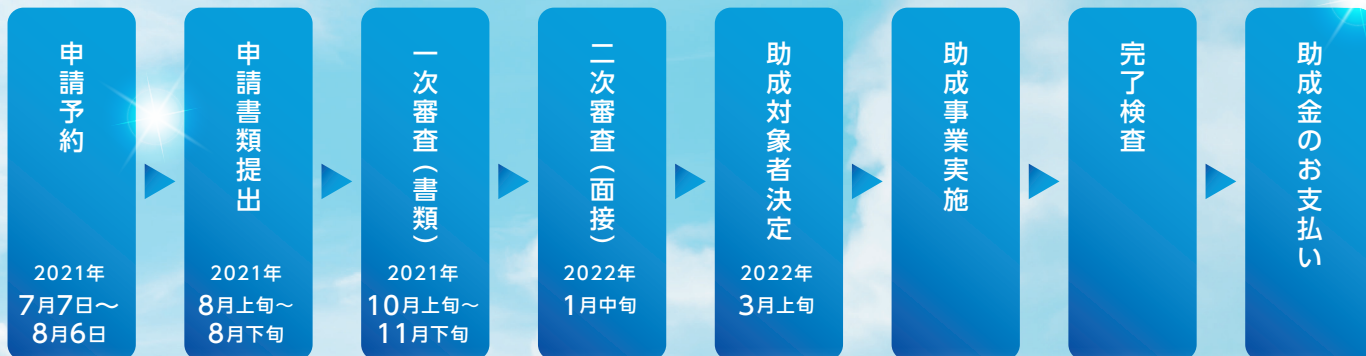 申請予約
2021年
7月7日～
8月6日
申請書類提出
2021年
8月上旬～
8月下旬
一次審査（書類）
2021年
10月上旬～
11月下旬
二次審査（面接）
2022年
1月中旬
助成対象者決定
2022年
3月上旬
助成事業実施
完了検査
助成金のお支払い